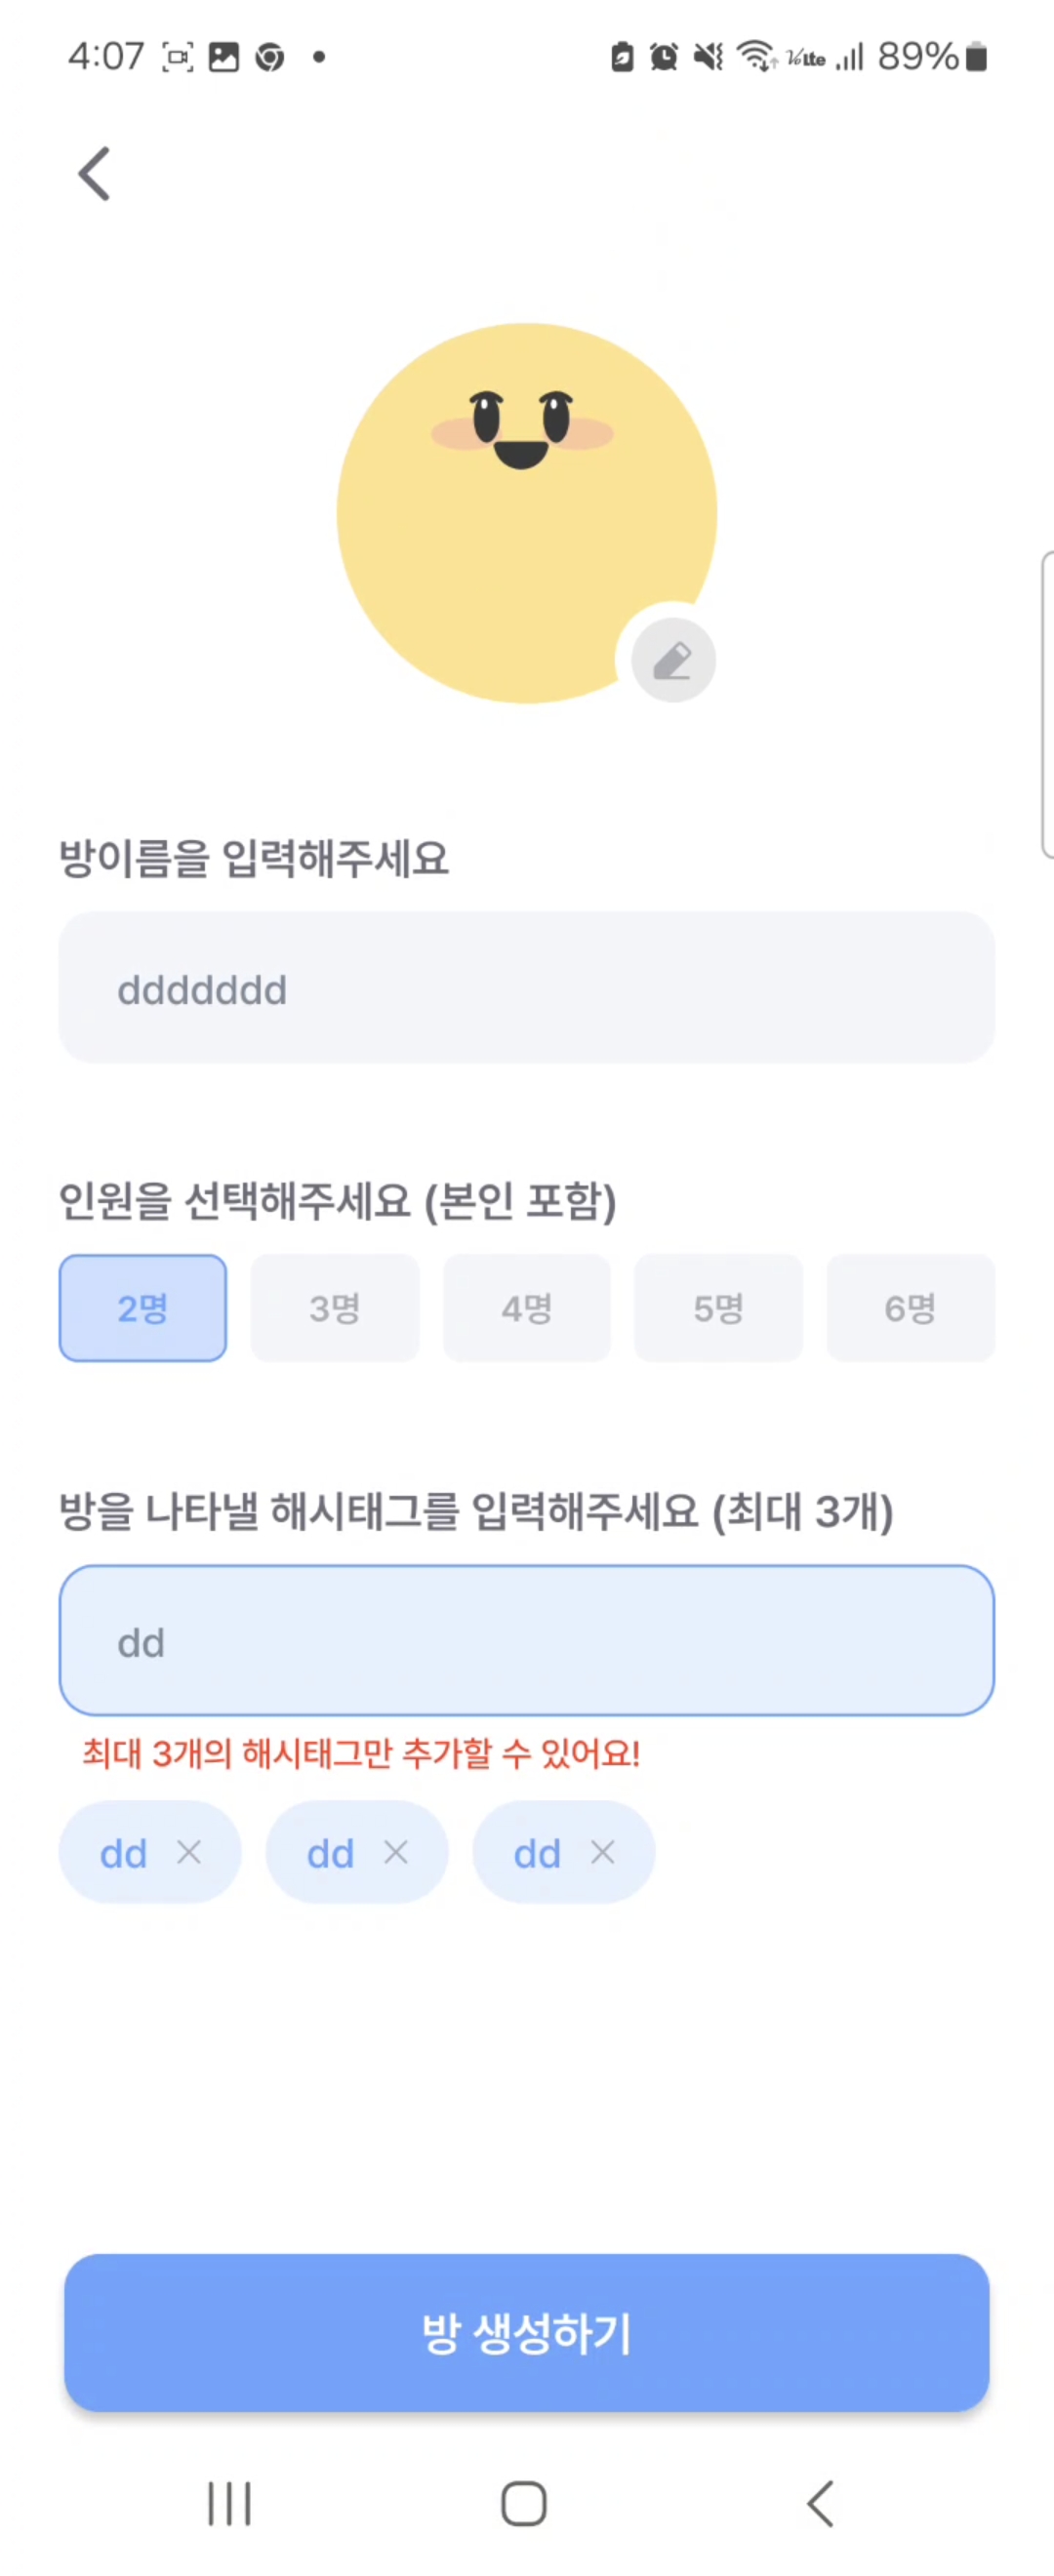 4:07 VoLte 89%
방이름을 입력해주세요
ddddddd
인원을 선택해주세요 (본인 포함)
2명 3명 4명 5명 6명
방을 나타낼 해시태그를 입력해주세요 (최대 3개)
dd
최대 3개의 해시태그만 추가할 수 있어요!
dd dd dd
방 생성하기